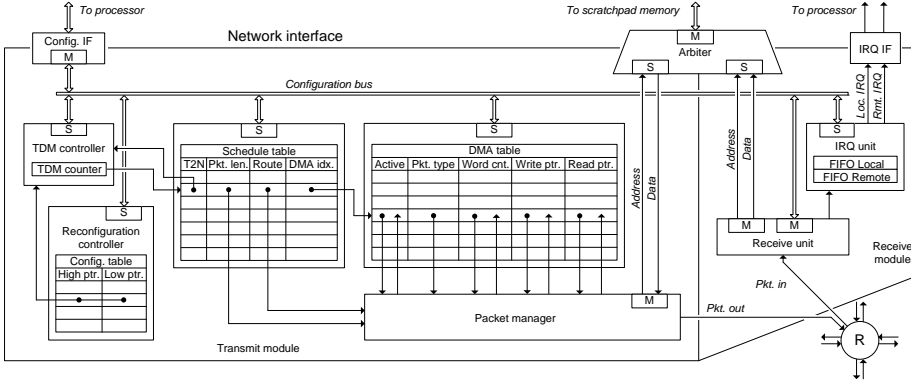 To processor
To scratchpad memory
To processor
Network interface
Config. IF
M
M
Arbiter
S
S
IRQ IF
Configuration bus
Loc. IRQ
Rmt. IRQ
S
TDM controller
TDM counter
S
Schedule table
T2N Pkt. len. Route DMA idx.
S
DMA table
Active Pkt. type Word cnt. Write ptr. Read ptr.
Address
Data
Address
Data
S
IRQ unit
FIFO Local
FIFO Remote
S
Reconfiguration
controller
Config. table
High ptr. Low ptr.
M
M
Receive unit
Receive
module
M
Packet manager
Pkt. in
Pkt. out
R
Transmit module